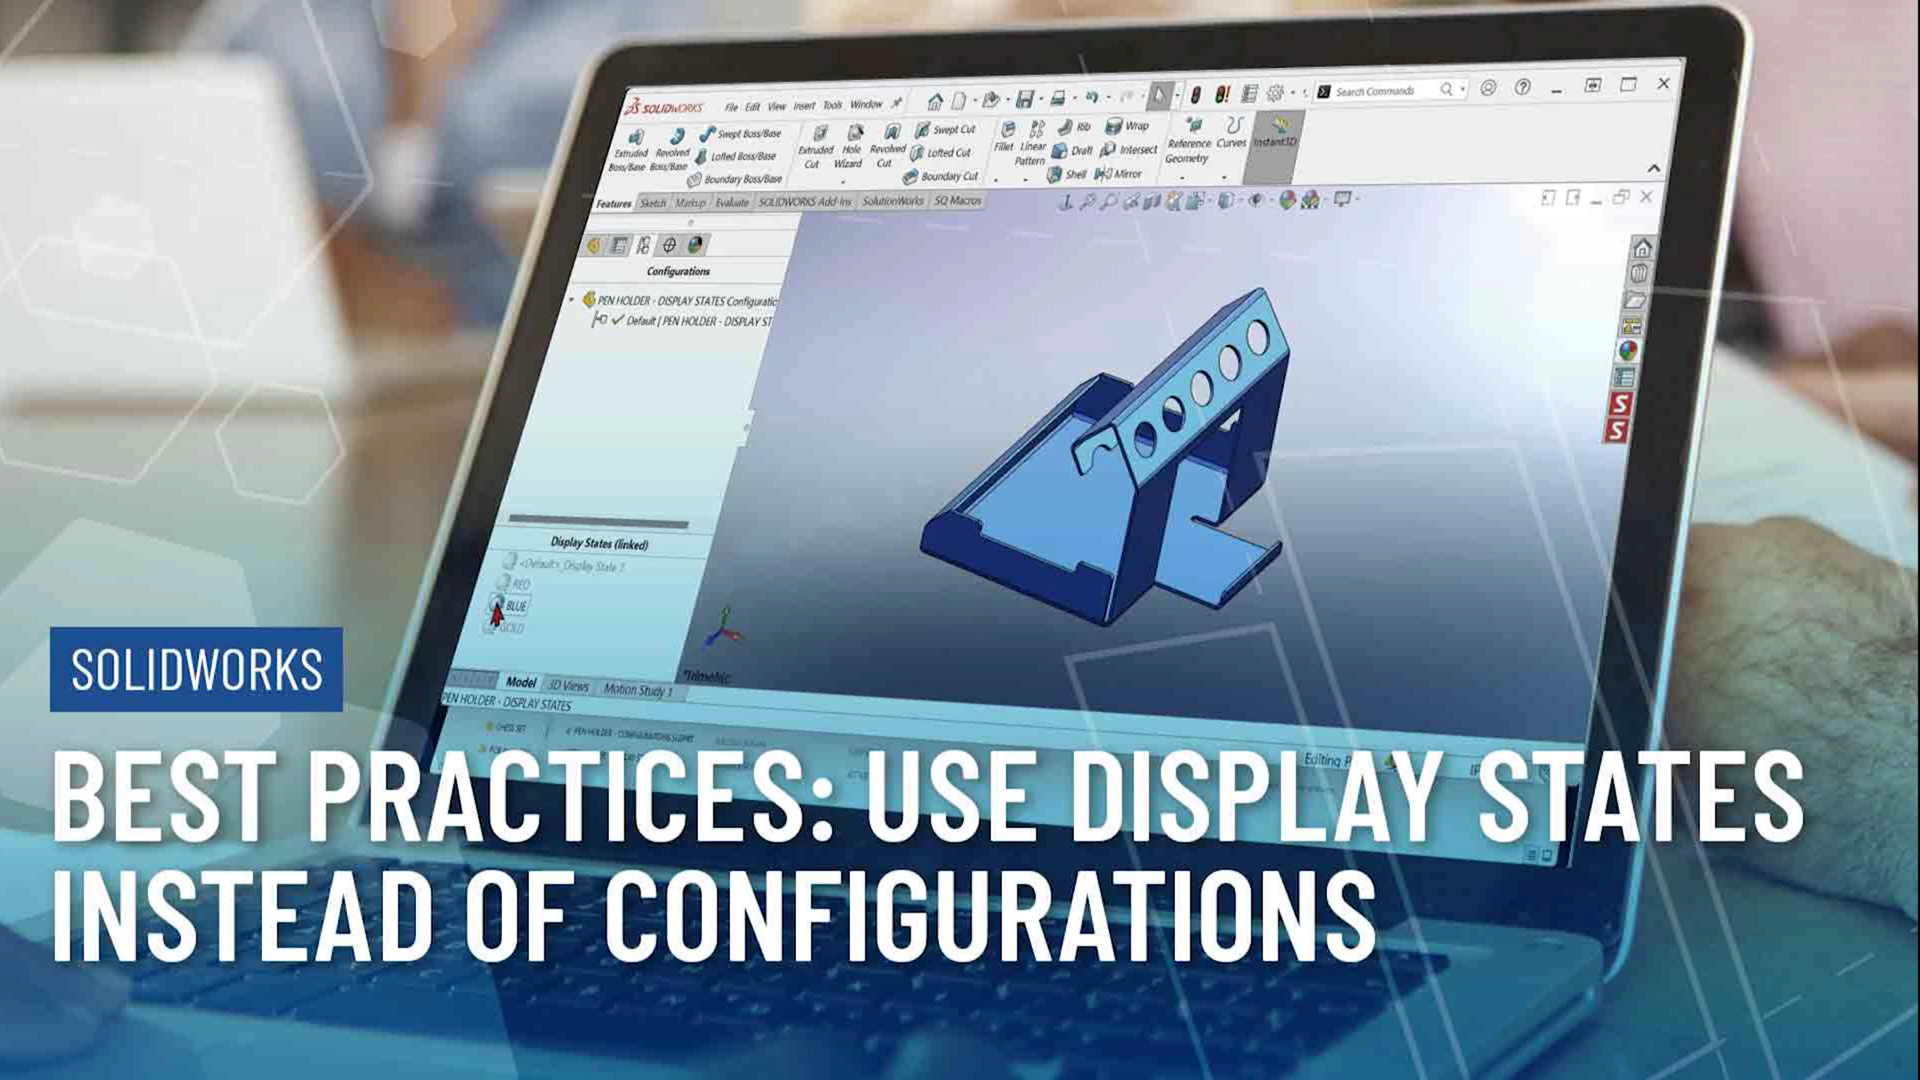 SOLIDWORKS File Edit View Insert Tools Window Search Commands
Extruded Boss/Base
Revolved Boss/Base
Swept Boss/Base
Lofted Boss/Base
Boundary Boss/Base
Extruded Cut
Hole Wizard
Revolved Cut
Swept Cut
Lofted Cut
Boundary Cut
Fillet
Linear Pattern
Rib
Draft
Shell
Wrap
Intersect
Mirror
Reference Geometry
Curves
Instant3D
Features Sketch Markup Evaluate SOLIDWORKS Add-Ins SolutionWorks SQ Macros
Configurations
PEN HOLDER - DISPLAY STATES Configuratio
Default [ PEN HOLDER - DISPLAY ST
S
S
Display States (linked)
<Default>_Display State 1
RED
BLUE
GOLD
*Trimetric
Model 3D Views Motion Study 1
PEN HOLDER - DISPLAY STATES
CHESS SET
Editing P
SOLIDWORKS
BEST PRACTICES: USE DISPLAY STATES
INSTEAD OF CONFIGURATIONS